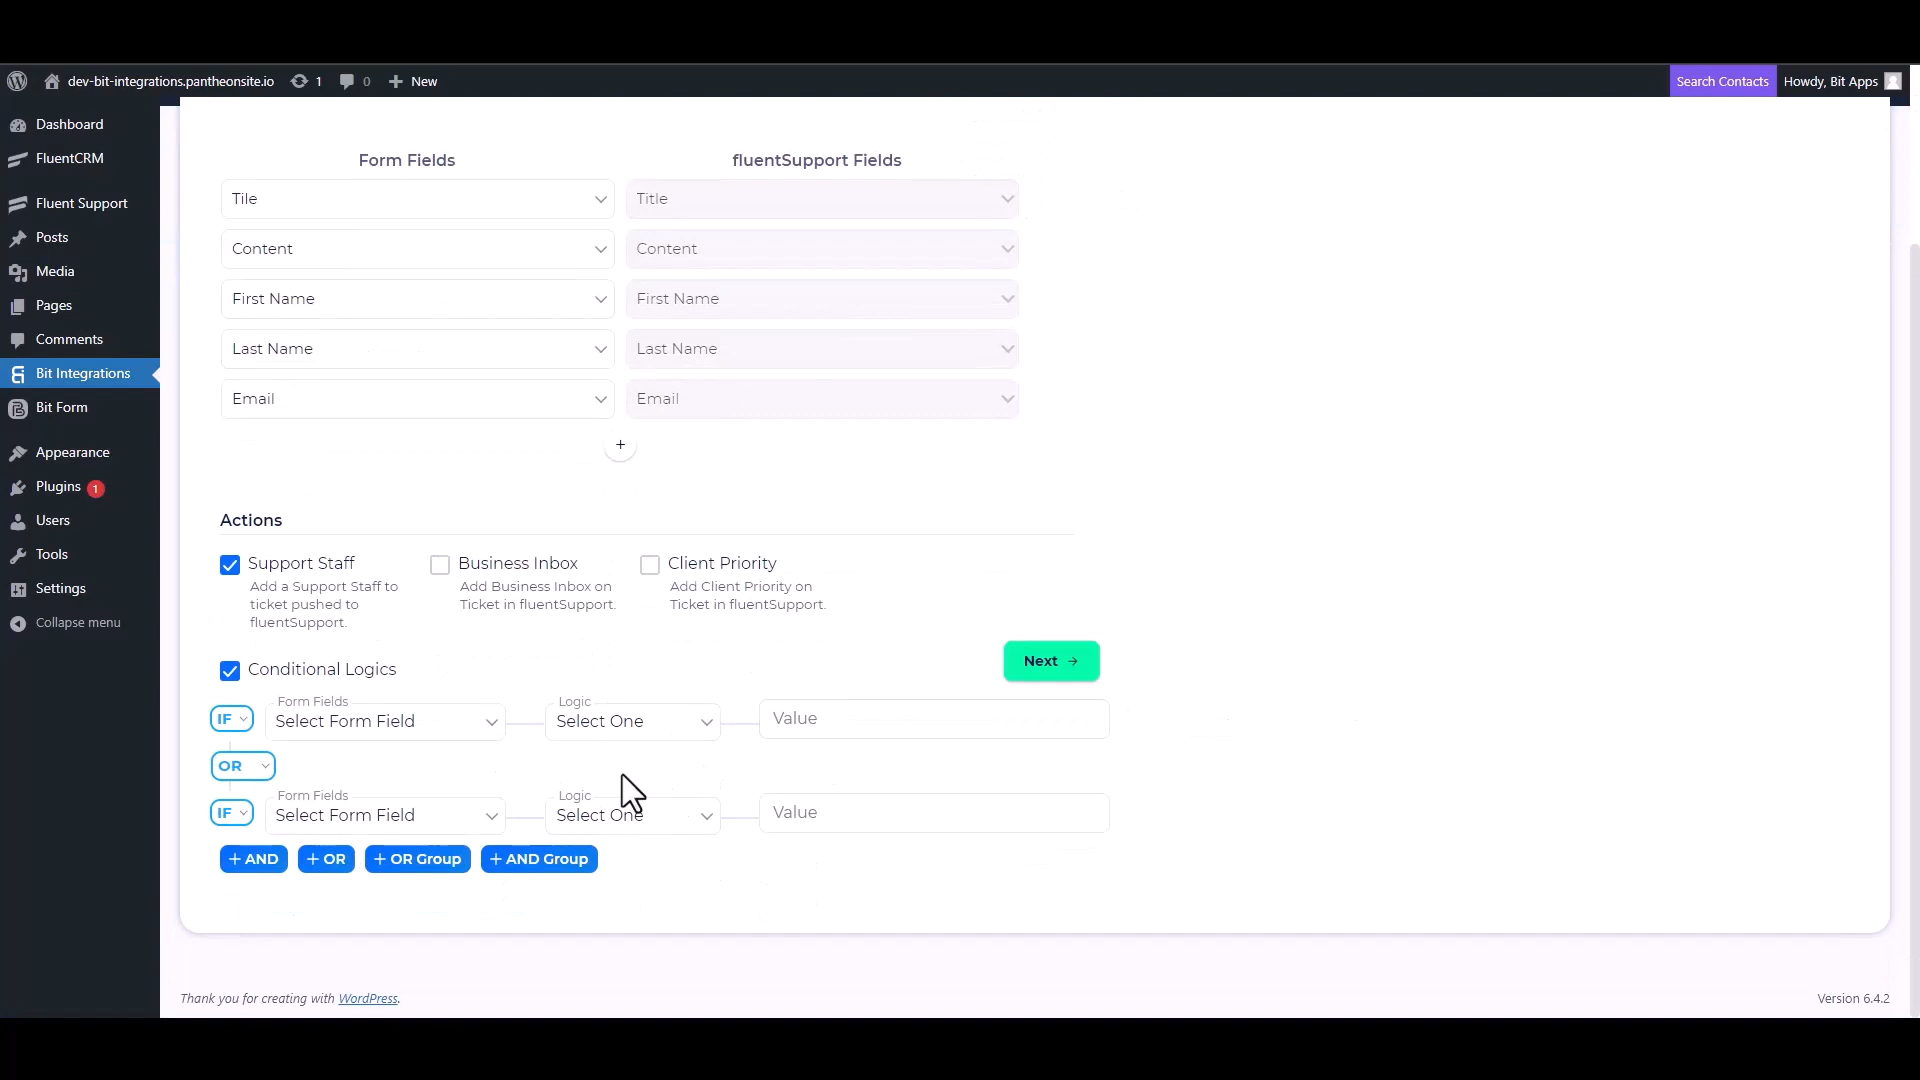 dev-bit-integrations.pantheonsite.io 1 0 New Search Contacts Howdy, Bit Apps
Dashboard
FluentCRM
Fluent Support
Posts
Media
Pages
Comments
Bit Integrations
Bit Form
Appearance
Plugins 1
Users
Tools
Settings
Collapse menu
Form Fields fluentSupport Fields
Tile Title
Content Content
First Name First Name
Last Name Last Name
Email Email
+
Actions
Support Staff
Add a Support Staff to
ticket pushed to
fluentSupport.
Business Inbox
Add Business Inbox on
Ticket in fluentSupport.
Client Priority
Add Client Priority on
Ticket in fluentSupport.
Next →
Conditional Logics
Form Fields Logic
IF Select Form Field Select One Value
OR
Form Fields Logic
IF Select Form Field Select One Value
+ AND + OR + OR Group + AND Group
Thank you for creating with WordPress. Version 6.4.2